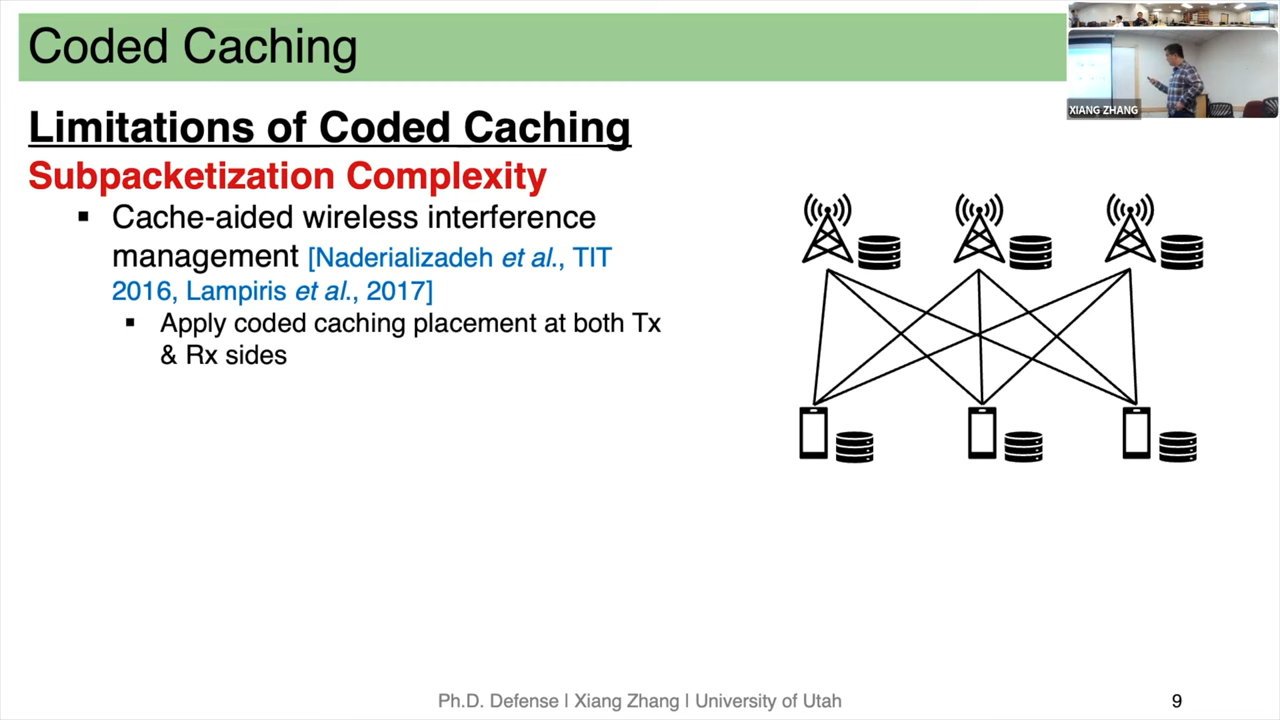 Coded Caching
XIANG ZHANG
Limitations of Coded Caching
Subpacketization Complexity
▪ Cache-aided wireless interference
management [Naderializadeh et al., TIT
2016, Lampiris et al., 2017]
▪ Apply coded caching placement at both Tx
& Rx sides
Ph.D. Defense | Xiang Zhang | University of Utah
9